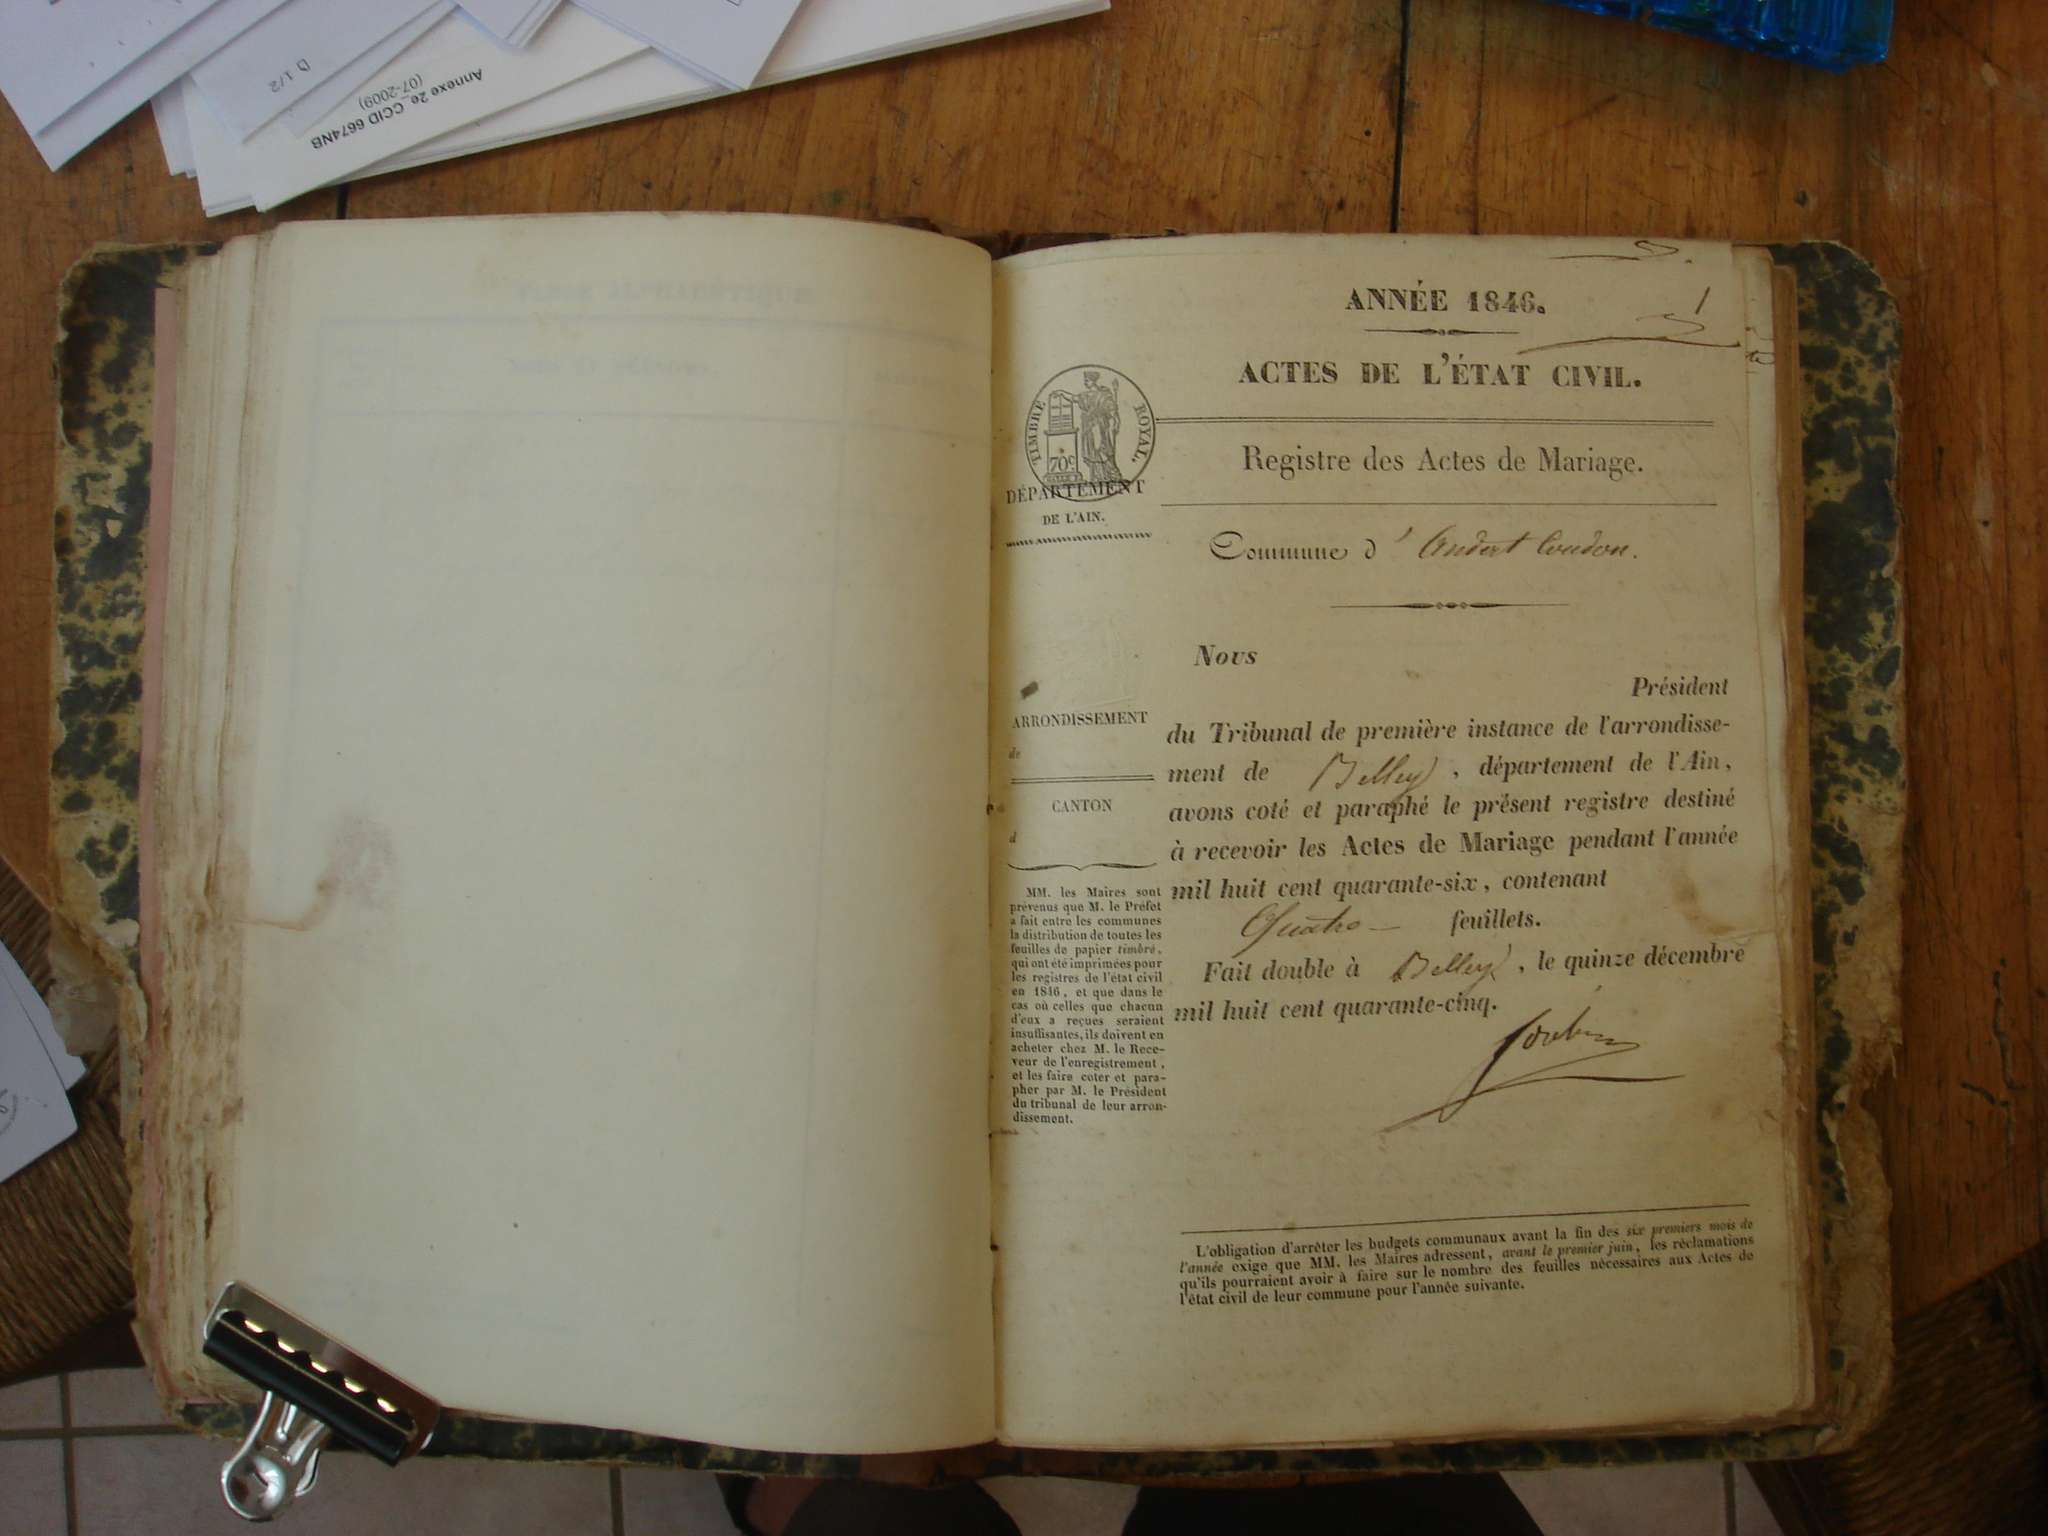 D 1/2
Annexe 2e_CCID 6674NB
(07-2009)
ANNÉE 1846.
1
ACTES DE L'ÉTAT CIVIL.
TIMBRE ROYAL.
70c
DÉPARTEMENT
DE L'AIN.
Registre des Actes de Mariage.
Commune d'Andert Condon.
ARRONDISSEMENT
de
CANTON
d
MM. les Maires sont
prévenus que M. le Préfet
a fait entre les communes
la distribution de toutes les
feuilles de papier timbré,
qui ont été imprimées pour
les registres de l'état civil
en 1846, et que dans le
cas où celles que chacun
d'eux a reçues seraient
insuffisantes, ils doivent en
acheter chez M. le Rece-
veur de l'enregistrement,
et les faire coter et para-
pher par M. le Président
du tribunal de leur arron-
dissement.
Nous
Président
du Tribunal de première instance de l'arrondisse-
ment de Belley, département de l'Ain,
avons coté et paraphé le présent registre destiné
à recevoir les Actes de Mariage pendant l'année
mil huit cent quarante-six, contenant
Quatre feuillets.
Fait double à Belley, le quinze décembre
mil huit cent quarante-cinq.
L'obligation d'arrêter les budgets communaux avant la fin des six premiers mois de
l'année exige que MM. les Maires adressent, avant le premier juin, les réclamations
qu'ils pourraient avoir à faire sur le nombre des feuilles nécessaires aux Actes de
l'état civil de leur commune pour l'année suivante.